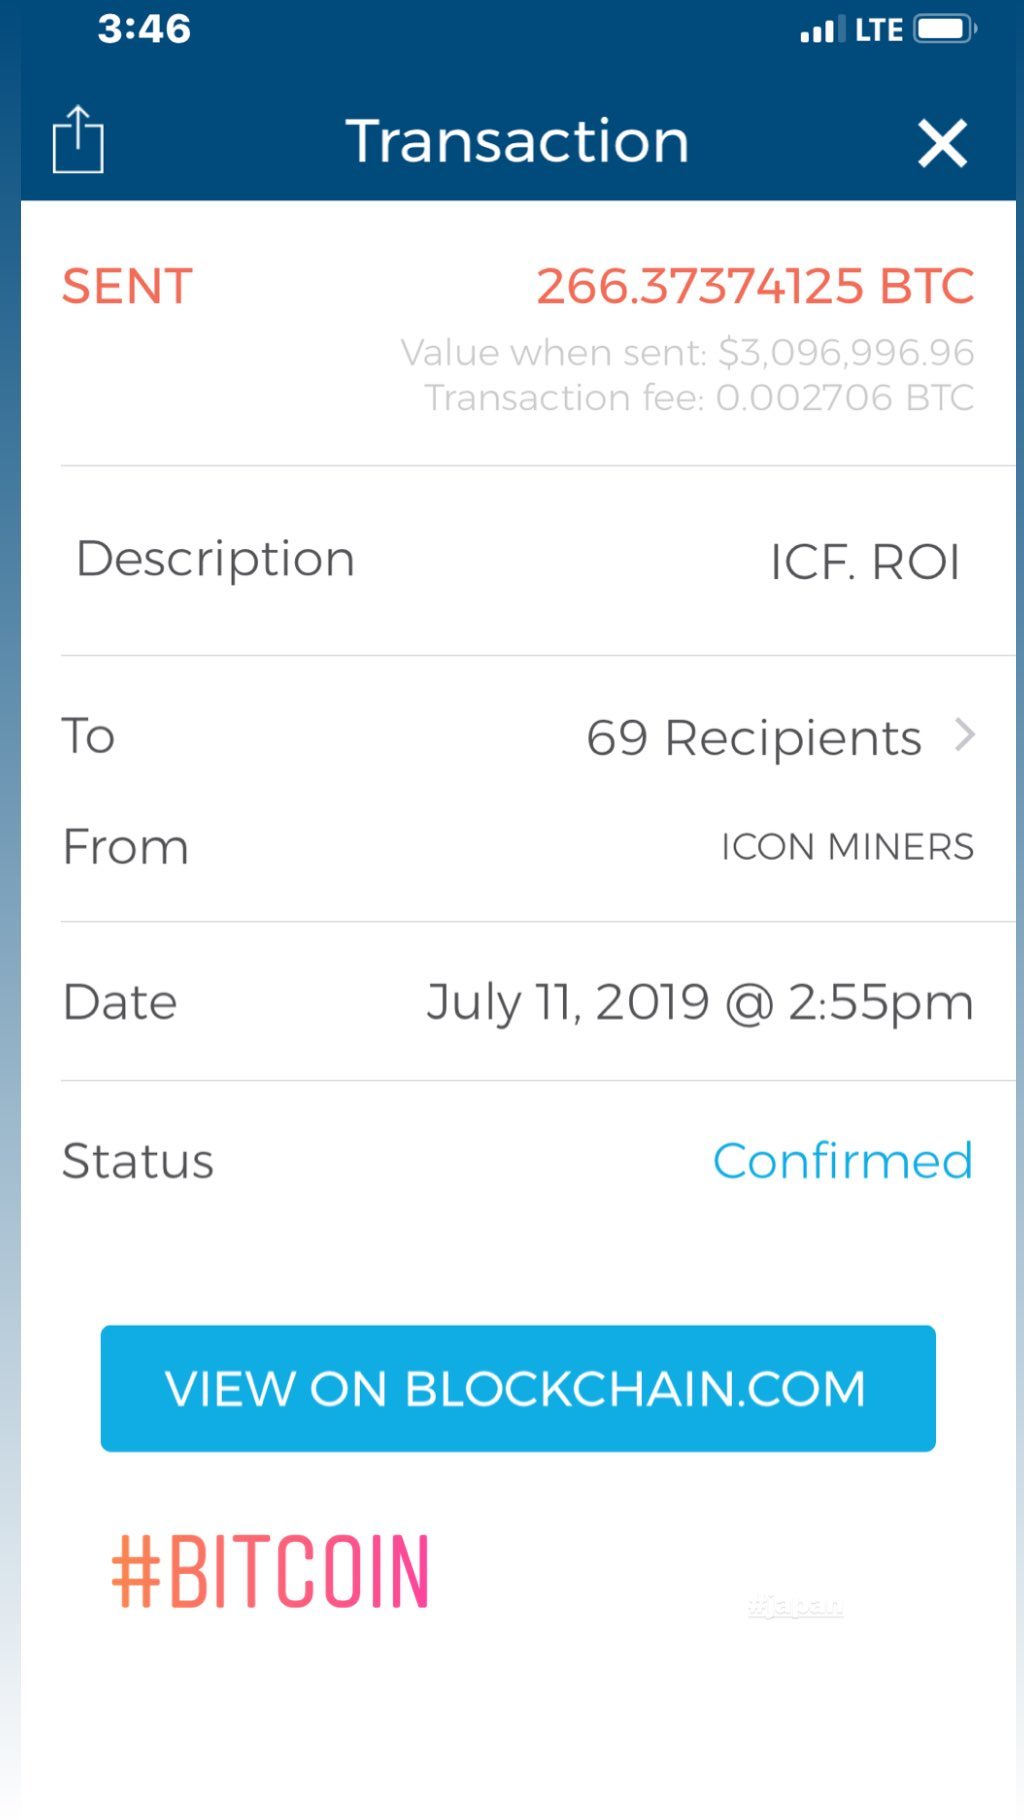 3:46 LTE
Transaction
SENT 266.37374125 BTC
Value when sent: $3,096,996.96
Transaction fee: 0.002706 BTC
Description ICF. ROI
To 69 Recipients
From ICON MINERS
Date July 11, 2019 @ 2:55pm
Status Confirmed
VIEW ON BLOCKCHAIN.COM
#BITCOIN
#japan